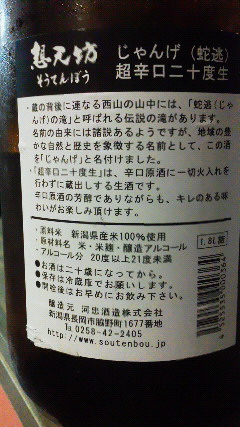 想天坊 じゃんげ（蛇逃）
そうてんぼう 超辛口二十度生
・蔵の背後に連なる西山の山中には、「蛇逃（じゃん
げ）の滝」と呼ばれる伝説の滝があります。
名前の由来には諸説あるようですが、地域の豊
かな自然と歴史を象徴する名前として、この酒
を「じゃんげ」と名付けました。
・「超辛口二十度生」は、辛口原酒に一切火入れを
行わずに蔵出しする生酒です。
辛口原酒の芳醇でありながらも、キレのある味
わいがお楽しみ頂けます。
・原料米 新潟県産米100%使用
・原材料名 米・米麹・醸造アルコール
・アルコール分 20度以上21度未満
●お酒は二十歳になってから。
●保存は冷蔵庫でお願いします。
●開栓後はお早めにお飲み下さい。
1.8L詰
醸造元 河忠酒造株式会社
新潟県長岡市脇野町1677番地
TEL 0258-42-2405
http://www.soutenbou.jp